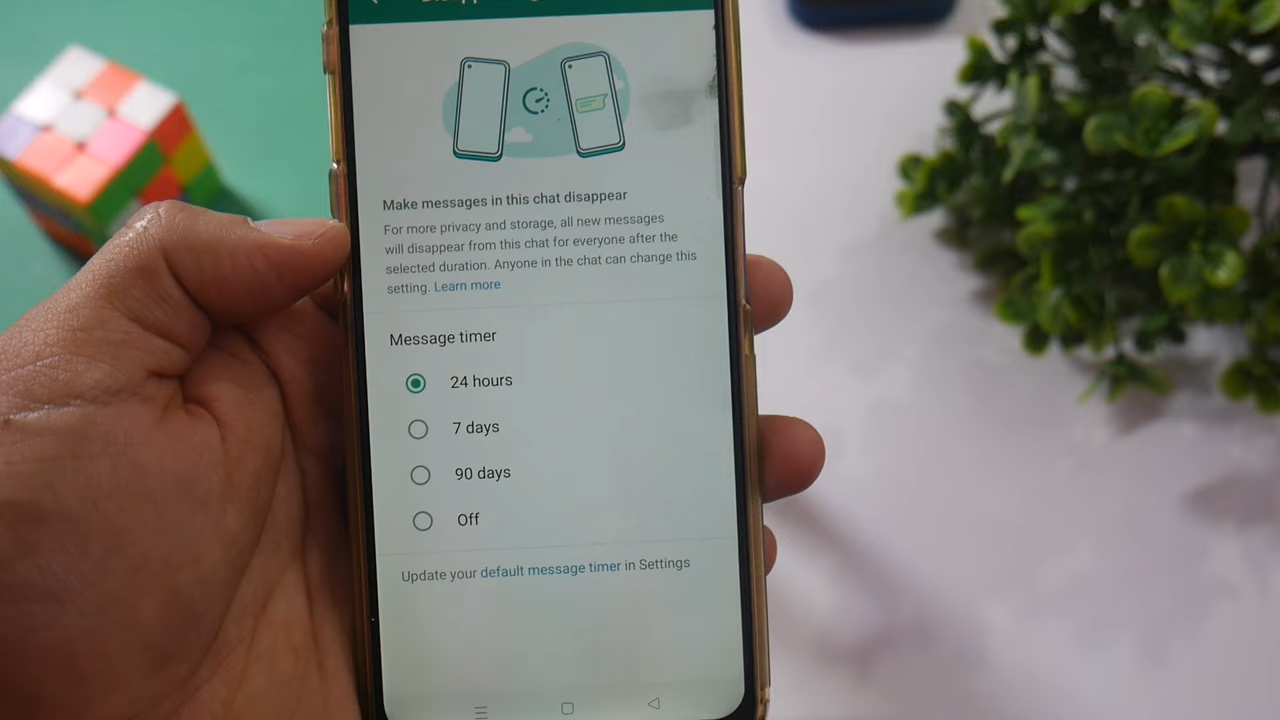 Make messages in this chat disappear
For more privacy and storage, all new messages
will disappear from this chat for everyone after the
selected duration. Anyone in the chat can change this
setting. Learn more
Message timer
24 hours
7 days
90 days
Off
Update your default message timer in Settings